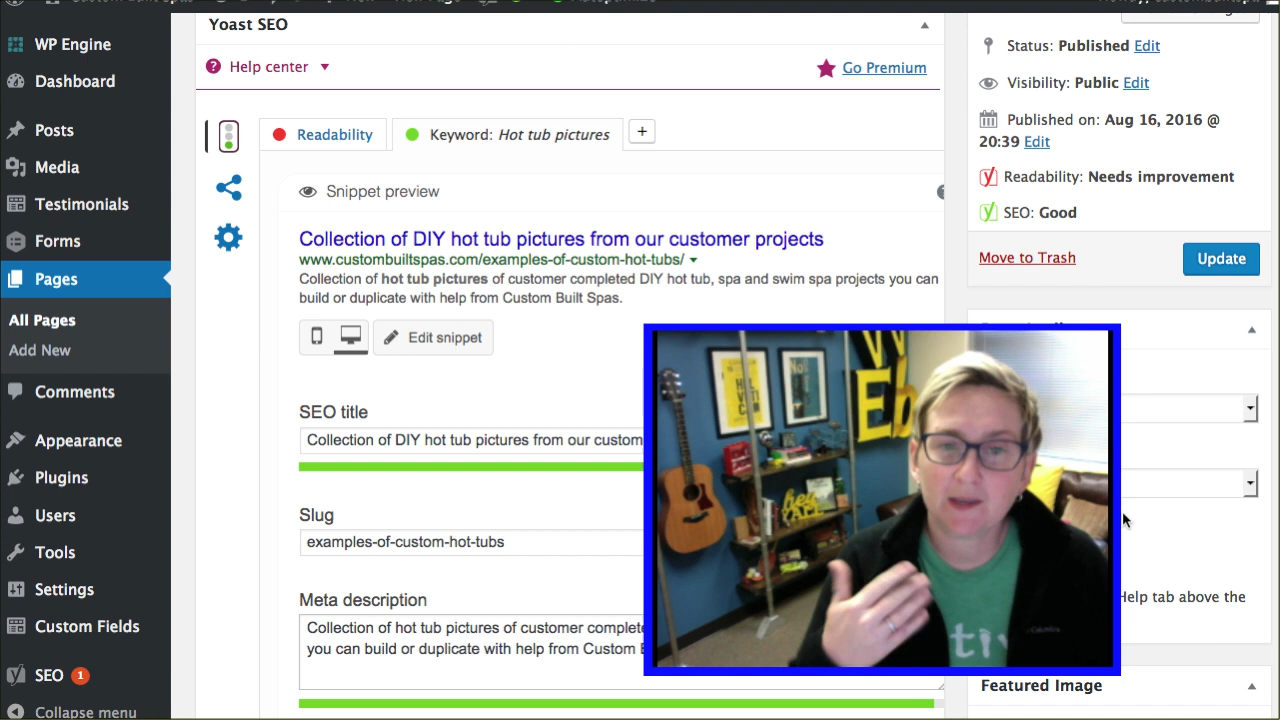 WP Engine
Dashboard
Posts
Media
Testimonials
Forms
Pages
All Pages
Add New
Comments
Appearance
Plugins
Users
Tools
Settings
Custom Fields
SEO 1
Collapse menu
Yoast SEO
Help center
Go Premium
Readability
Keyword: Hot tub pictures
+
Snippet preview
Collection of DIY hot tub pictures from our customer projects
www.custombuiltspas.com/examples-of-custom-hot-tubs/
Collection of hot tub pictures of customer completed DIY hot tub, spa and swim spa projects you can
build or duplicate with help from Custom Built Spas.
Edit snippet
SEO title
Collection of DIY hot tub pictures from our custom
Slug
examples-of-custom-hot-tubs
Meta description
Collection of hot tub pictures of customer complete
you can build or duplicate with help from Custom
Status: Published Edit
Visibility: Public Edit
Published on: Aug 16, 2016 @
20:39 Edit
Readability: Needs improvement
SEO: Good
Move to Trash
Update
Help tab above the
Featured Image
W
Eb
hey
Y'ALL
tiv